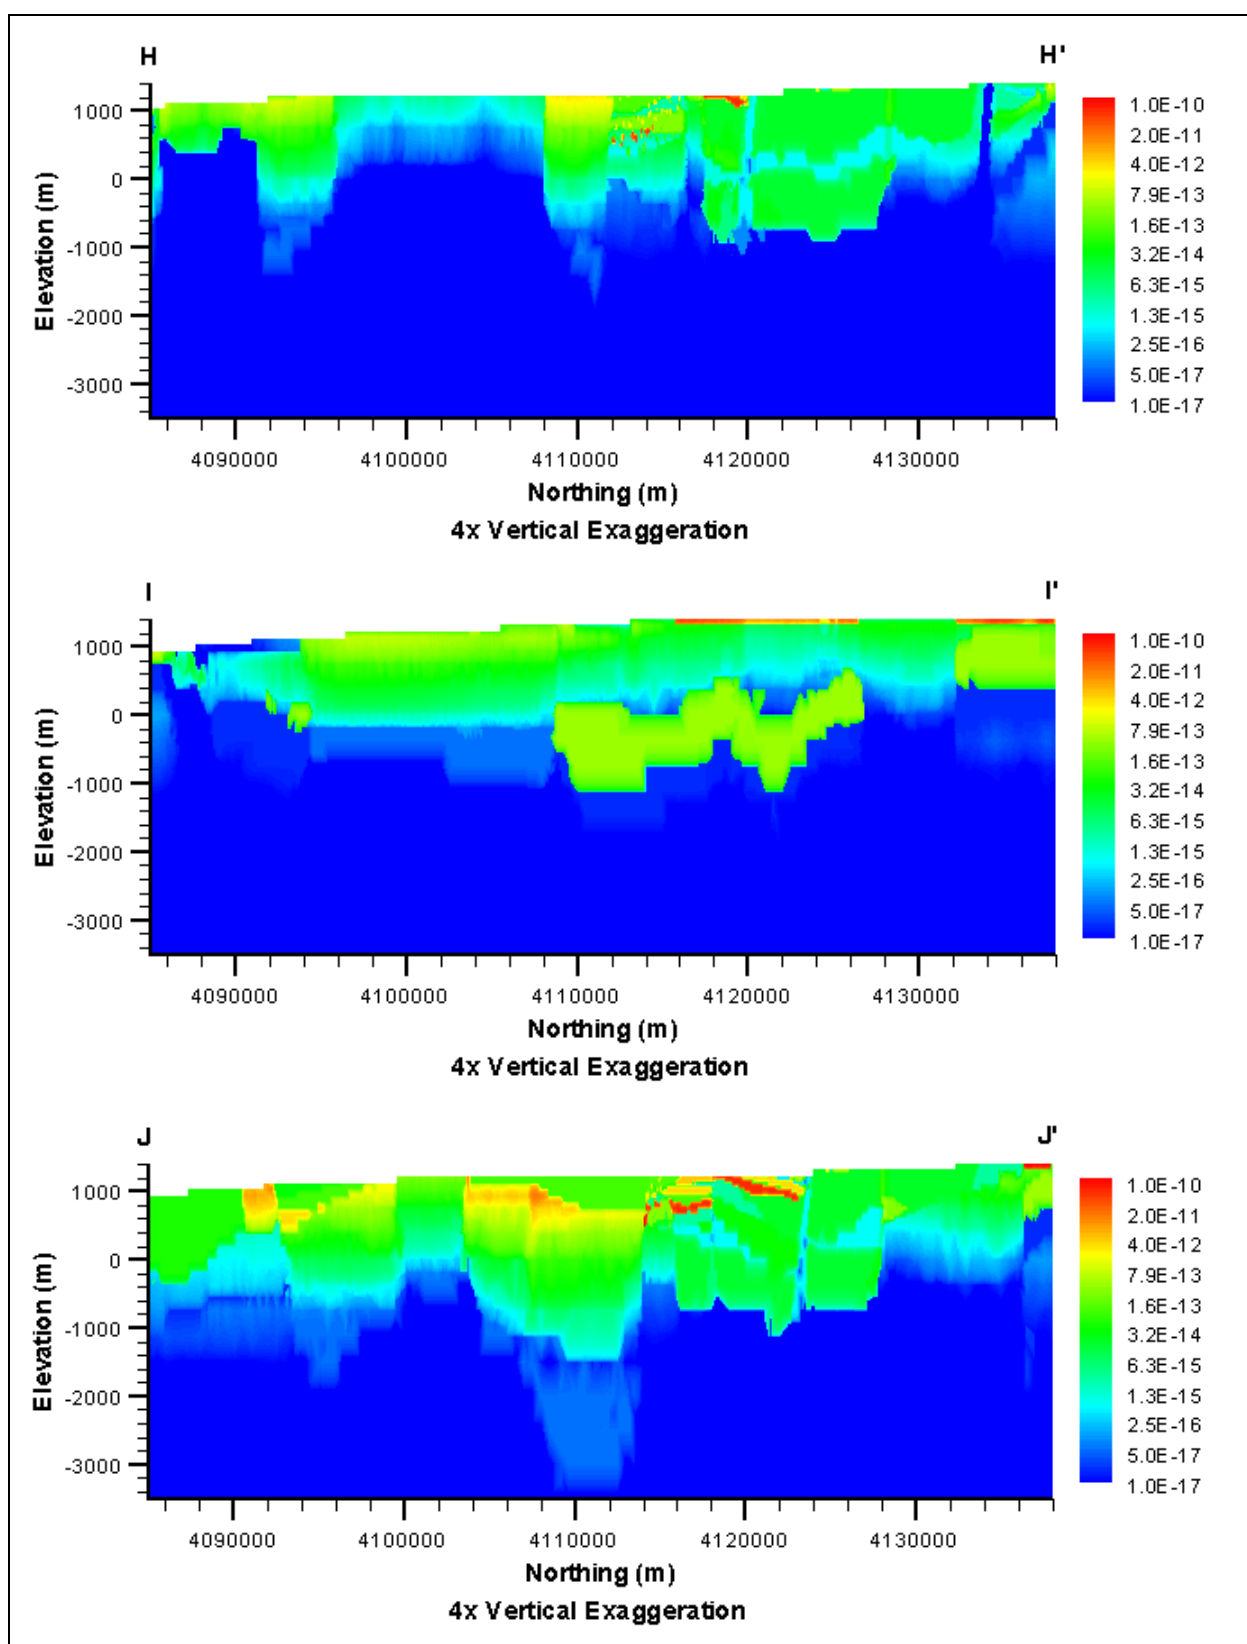 H H'
1000
0
-1000
-2000
-3000
Elevation (m)
4090000 4100000 4110000 4120000 4130000
Northing (m)
4x Vertical Exaggeration
1.0E-10
2.0E-11
4.0E-12
7.9E-13
1.6E-13
3.2E-14
6.3E-15
1.3E-15
2.5E-16
5.0E-17
1.0E-17
I I'
1000
0
-1000
-2000
-3000
Elevation (m)
4090000 4100000 4110000 4120000 4130000
Northing (m)
4x Vertical Exaggeration
1.0E-10
2.0E-11
4.0E-12
7.9E-13
1.6E-13
3.2E-14
6.3E-15
1.3E-15
2.5E-16
5.0E-17
1.0E-17
J J'
1000
0
-1000
-2000
-3000
Elevation (m)
4090000 4100000 4110000 4120000 4130000
Northing (m)
4x Vertical Exaggeration
1.0E-10
2.0E-11
4.0E-12
7.9E-13
1.6E-13
3.2E-14
6.3E-15
1.3E-15
2.5E-16
5.0E-17
1.0E-17